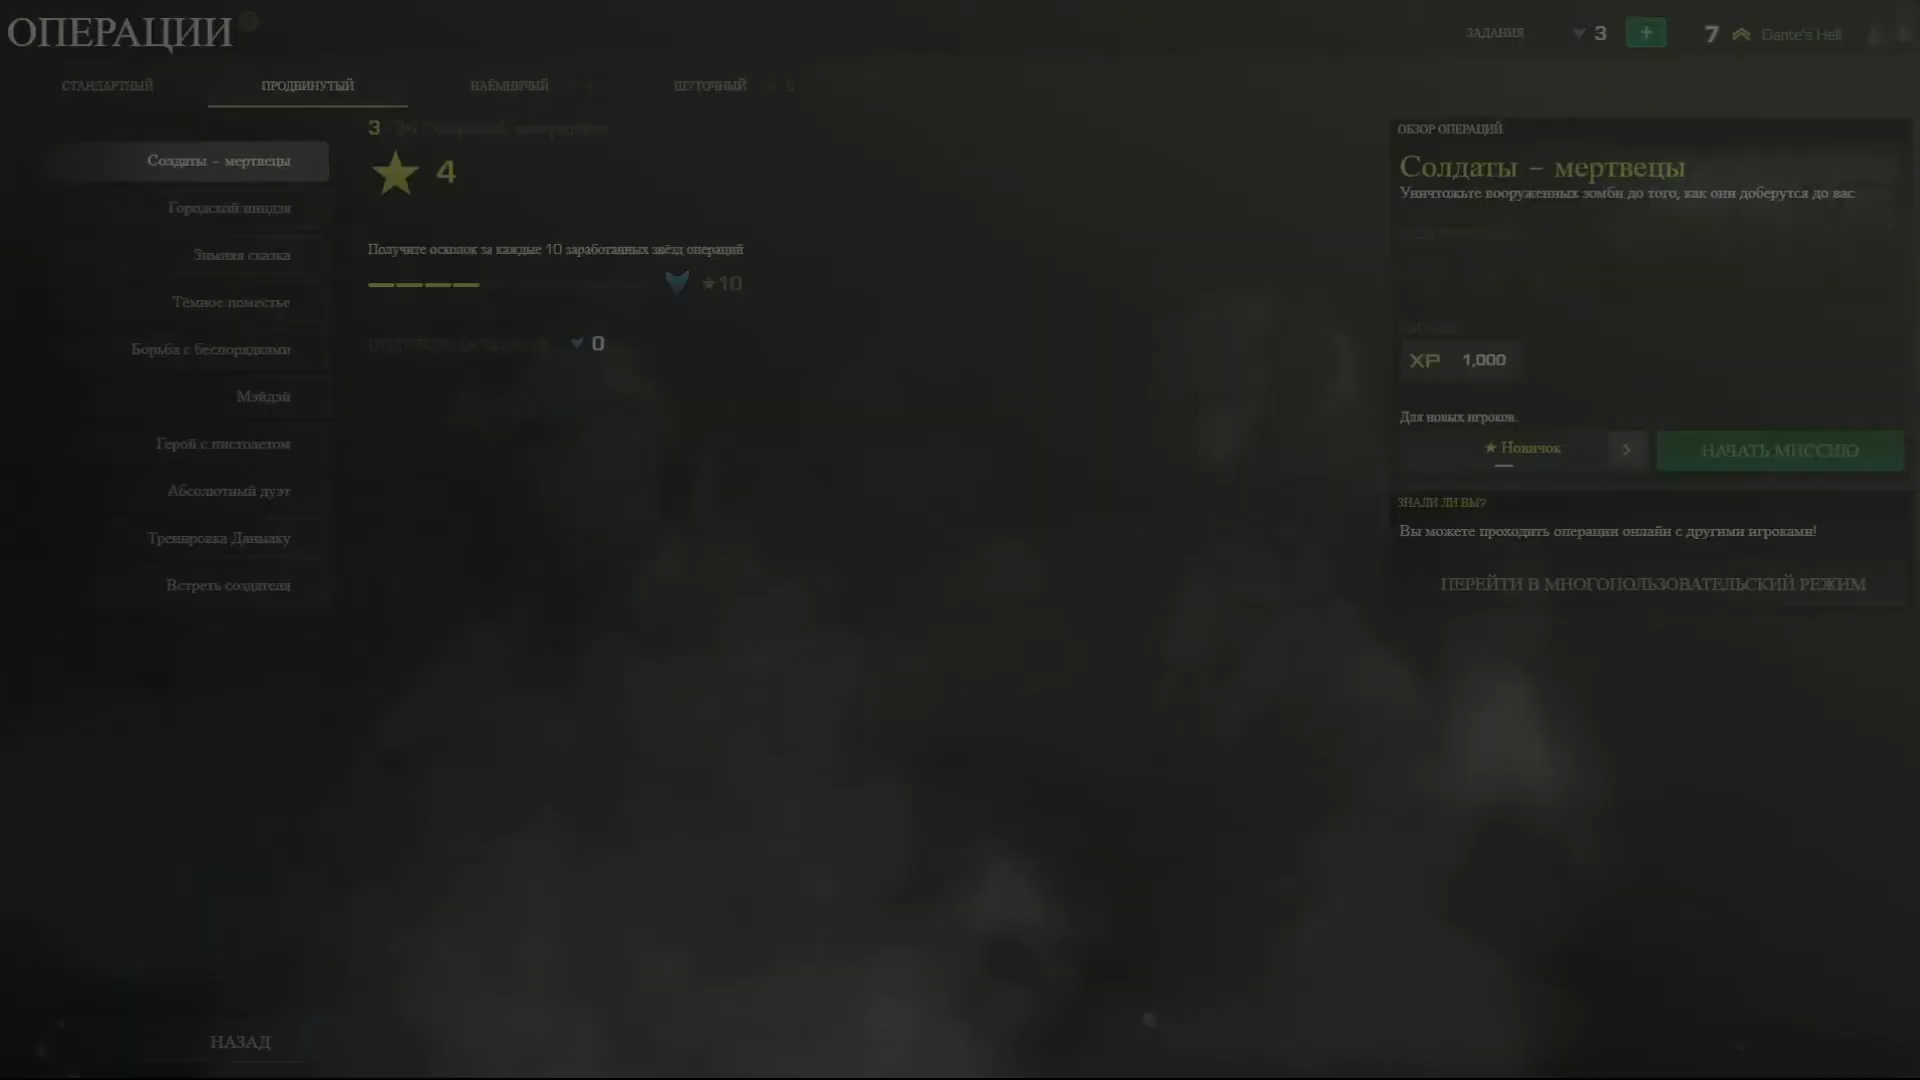 ОПЕРАЦИИ
ЗАДАНИЯ
3
+
7
Dante's Hell
СТАНДАРТНЫЙ
ПРОДВИНУТЫЙ
НАЁМНИЧИЙ
ШУТОЧНЫЙ
3
4
Получите осколок за каждые 10 заработанных звёзд операций
10
0
Солдаты – мертвецы
Городской ниндзя
Зимняя сказка
Тёмное поместье
Борьба с беспорядками
Мэйдэй
Герой с пистолетом
Абсолютный дуэт
Тренировка Данмаку
Встреть создателя
ОБЗОР ОПЕРАЦИЙ
Солдаты – мертвецы
Уничтожьте вооруженных зомби до того, как они доберутся до вас
XP 1,000
Для новых игроков.
Новичок
НАЧАТЬ МИССИЮ
ЗНАЛИ ЛИ ВЫ?
Вы можете проходить операции онлайн с другими игроками!
ПЕРЕЙТИ В МНОГОПОЛЬЗОВАТЕЛЬСКИЙ РЕЖИМ
НАЗАД